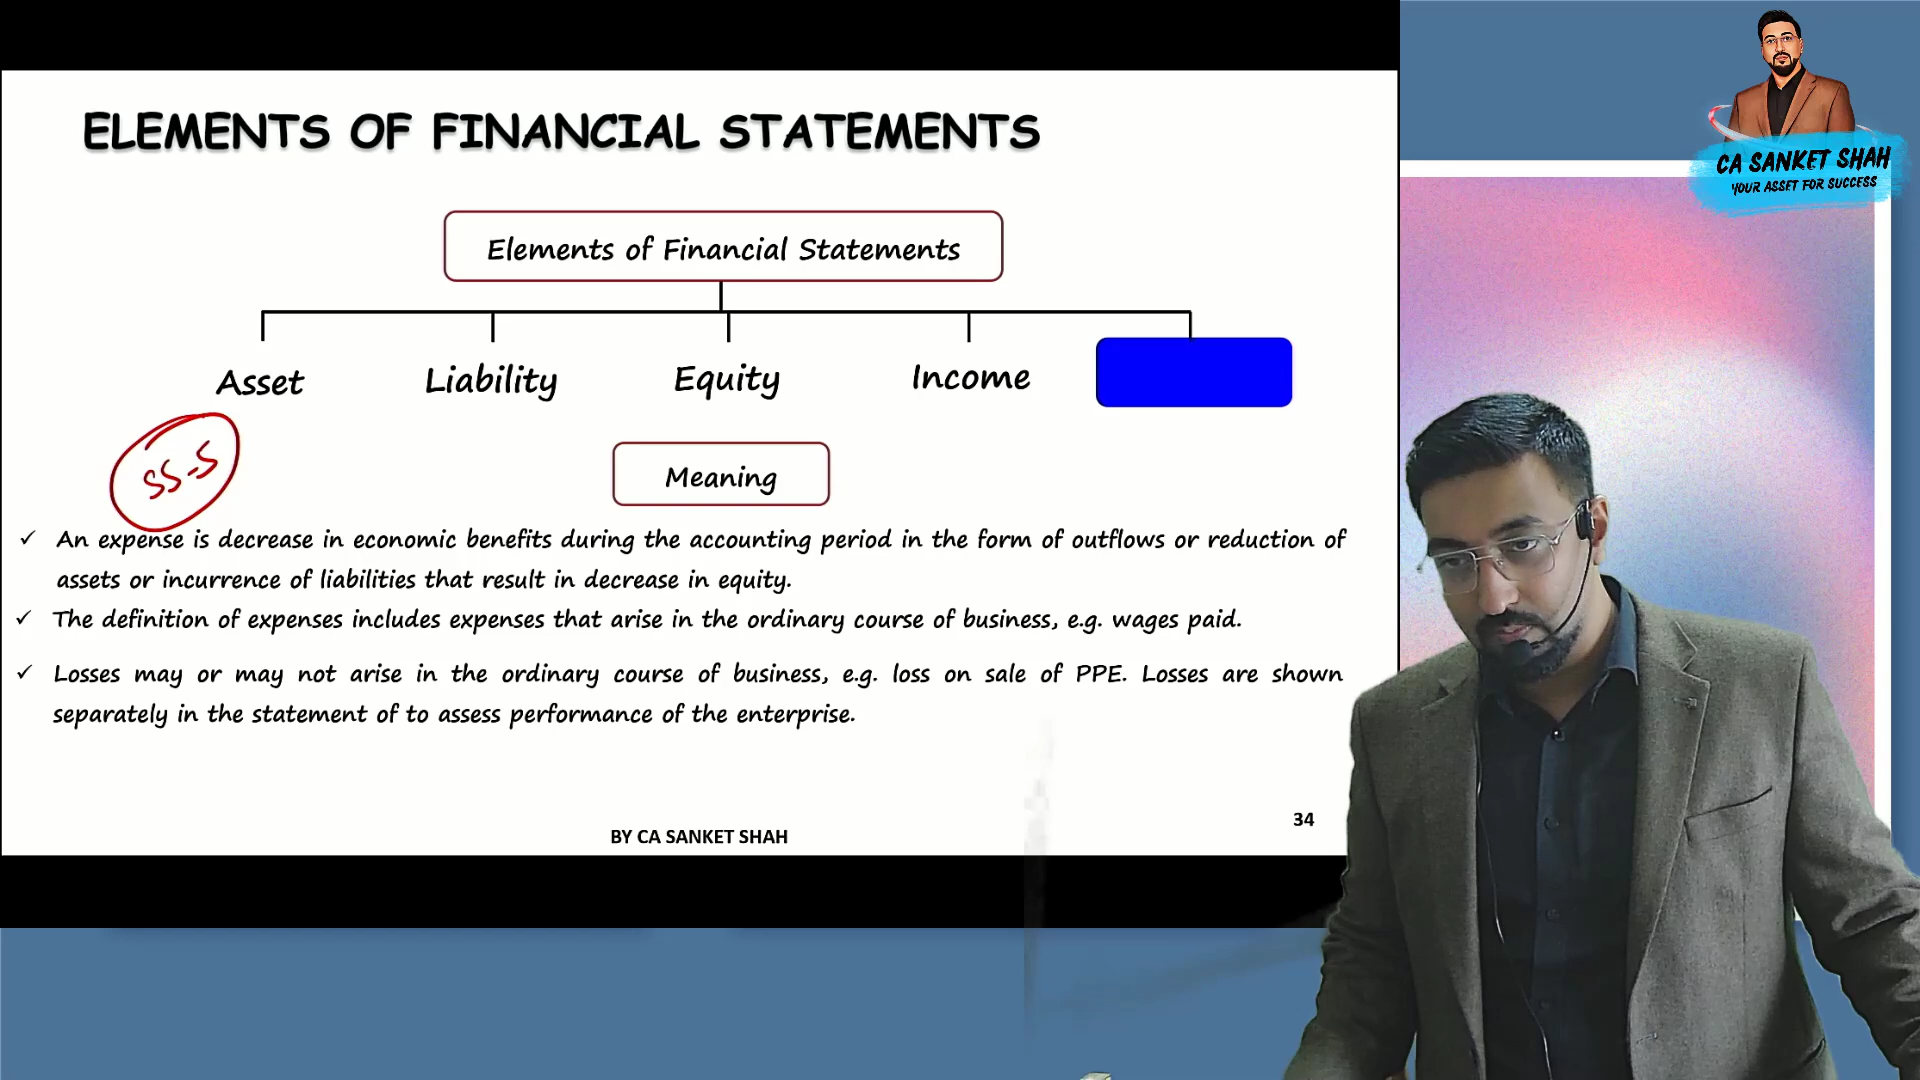 CA SANKET SHAH
YOUR ASSET FOR SUCCESS
ELEMENTS OF FINANCIAL STATEMENTS
Elements of Financial Statements
Asset Liability Equity Income
SS-S
Meaning
✓ An expense is decrease in economic benefits during the accounting period in the form of outflows or reduction of
assets or incurrence of liabilities that result in decrease in equity.
✓ The definition of expenses includes expenses that arise in the ordinary course of business, e.g. wages paid.
✓ Losses may or may not arise in the ordinary course of business, e.g. loss on sale of PPE. Losses are shown
separately in the statement of to assess performance of the enterprise.
BY CA SANKET SHAH
34